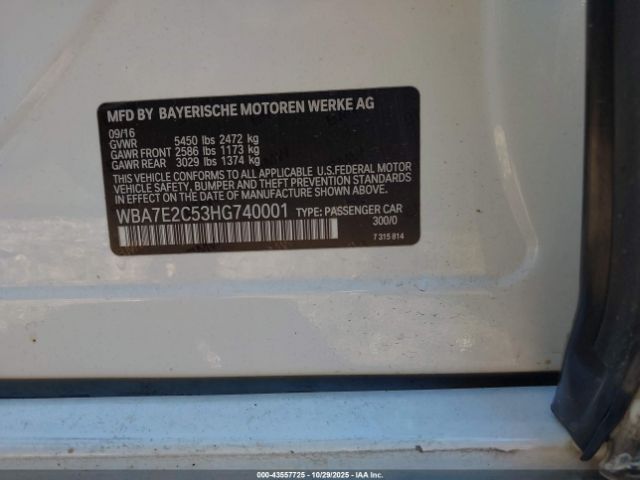 MFD BY BAYERISCHE MOTOREN WERKE AG
09/16
GVWR 5450 lbs 2472 kg
GAWR FRONT 2586 lbs 1173 kg
GAWR REAR 3029 lbs 1374 kg
THIS VEHICLE CONFORMS TO ALL APPLICABLE U.S. FEDERAL MOTOR
VEHICLE SAFETY, BUMPER AND THEFT PREVENTION STANDARDS
IN EFFECT ON THE DATE OF MANUFACTURE SHOWN ABOVE.
WBA7E2C53HG740001 TYPE: PASSENGER CAR
300/0
7 315 814
000-43557725 | 10/29/2025 | IAA Inc.